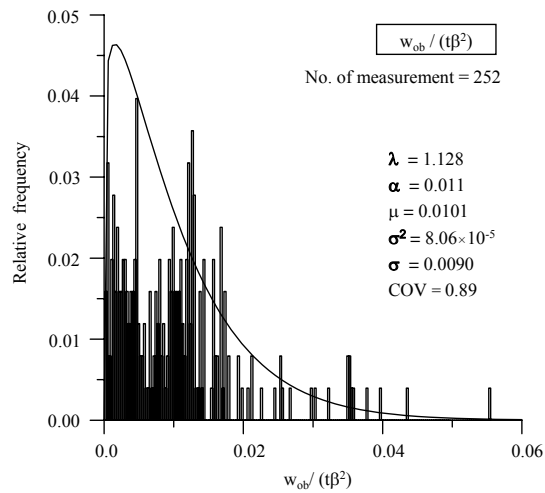 w_ob / (tβ²)
No. of measurement = 252
λ = 1.128
α = 0.011
μ = 0.0101
σ² = 8.06×10⁻⁵
σ = 0.0090
COV = 0.89
Relative frequency
0.05
0.04
0.03
0.02
0.01
0.00
0.0 0.02 0.04 0.06
w_ob / (tβ²)